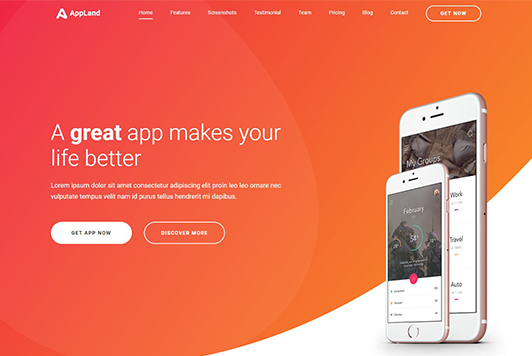 AppLand
Home Features Screenshots Testimonial Team Pricing Blog Contact GET NOW
A great app makes your
life better
Lorem ipsum dolor sit amet consectetur adipiscing elit proin leo leo ornare nec
vulputate tempus velit nam id purus tellus hendrerit mi dapibus.
GET APP NOW DISCOVER MORE
My Groups
Work
Travel
Auto
February
54°